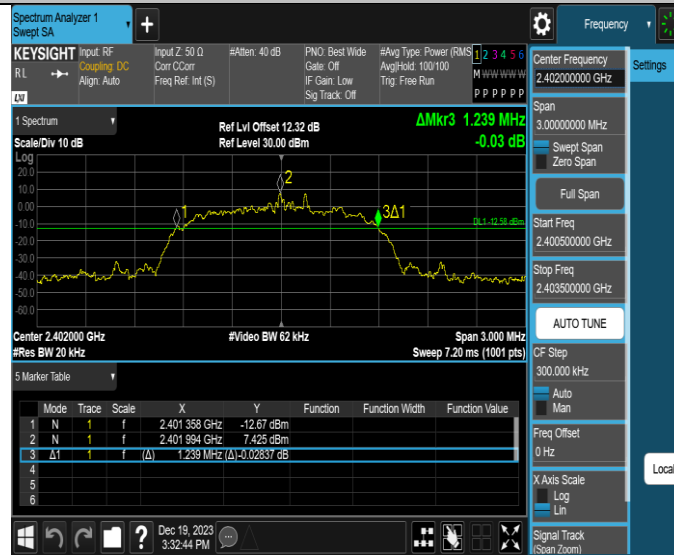 Spectrum Analyzer 1
Swept SA
Frequency
KEYSIGHT Input: RF Input Z: 50 Ω #Atten: 40 dB PNO: Best Wide #Avg Type: Power (RMS 1 2 3 4 5 6
RL Coupling: DC Corr CCorr Gate: Off Avg|Hold: 100/100 M W W W W W
Align: Auto Freq Ref: Int (S) IF Gain: Low Trig: Free Run
Sig Track: Off P P P P P P
LXI
1 Spectrum
Ref Lvl Offset 12.32 dB
ΔMkr3 1.239 MHz
Scale/Div 10 dB
Ref Level 30.00 dBm
-0.03 dB
Log
20.0
10.0
0.00
-10.0
-20.0
-30.0
-40.0
-50.0
-60.0
1
2
3Δ1
DL1 -12.58 dBm
Center 2.402000 GHz #Video BW 62 kHz Span 3.000 MHz
#Res BW 20 kHz Sweep 7.20 ms (1001 pts)
5 Marker Table
Mode Trace Scale X Y Function Function Width Function Value
1 N 1 f 2.401 358 GHz -12.67 dBm
2 N 1 f 2.401 994 GHz 7.425 dBm
3 Δ1 1 f (Δ) 1.239 MHz (Δ) -0.02837 dB
4
5
6
? Dec 19, 2023
3:32:44 PM
Center Frequency
2.402000000 GHz
Settings
Span
3.00000000 MHz
Swept Span
Zero Span
Full Span
Start Freq
2.400500000 GHz
Stop Freq
2.403500000 GHz
AUTO TUNE
CF Step
300.000 kHz
Auto
Man
Freq Offset
0 Hz
Local
X Axis Scale
Log
Lin
Signal Track
(Span Zoom)